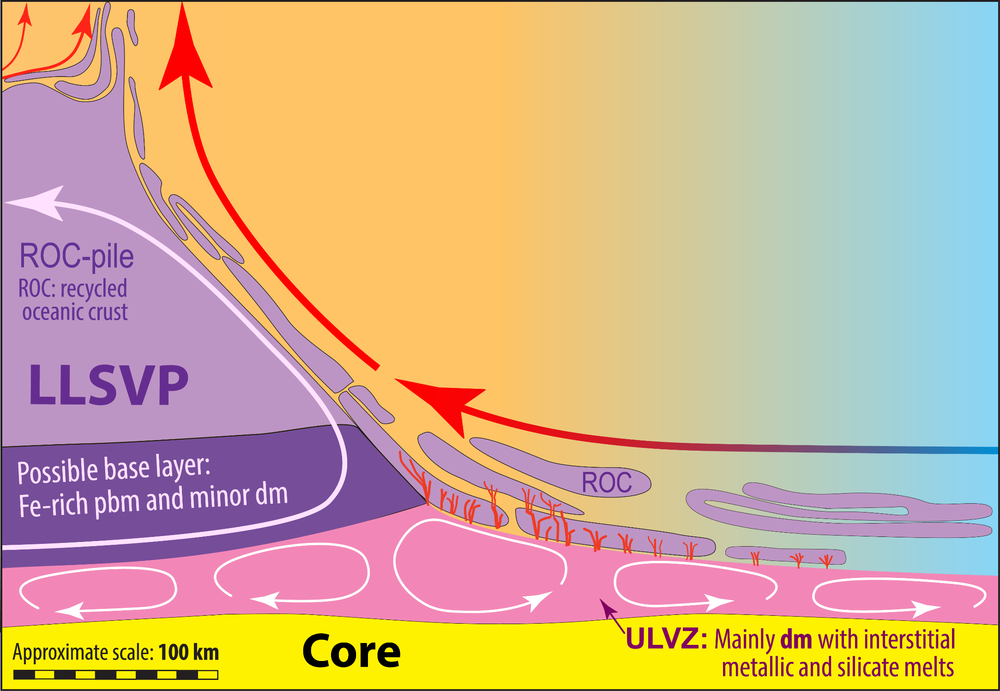 ROC-pile
ROC: recycled
oceanic crust
LLSVP
Possible base layer:
Fe-rich pbm and minor dm
ROC
Approximate scale: 100 km
Core
ULVZ: Mainly dm with interstitial
metallic and silicate melts